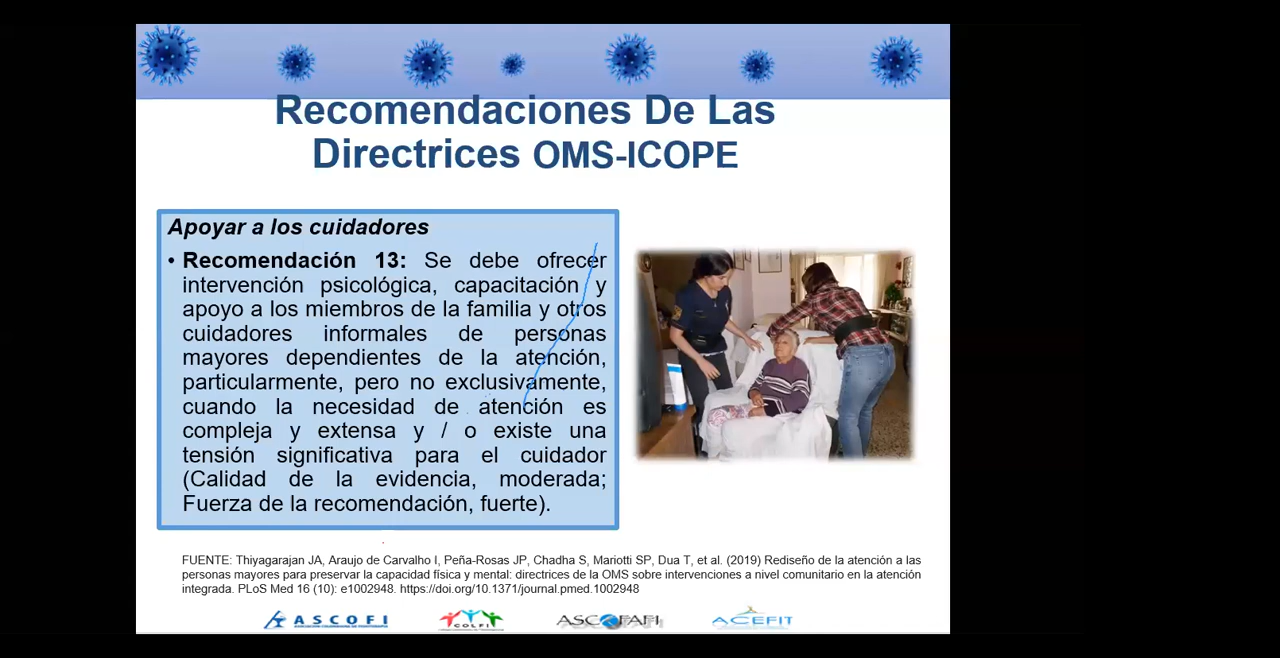 Recomendaciones De Las
Directrices OMS-ICOPE
Apoyar a los cuidadores
• Recomendación 13: Se debe ofrecer
intervención psicológica, capacitación y
apoyo a los miembros de la familia y otros
cuidadores informales de personas
mayores dependientes de la atención,
particularmente, pero no exclusivamente,
cuando la necesidad de atención es
compleja y extensa y / o existe una
tensión significativa para el cuidador
(Calidad de la evidencia, moderada;
Fuerza de la recomendación, fuerte).
FUENTE: Thiyagarajan JA, Araujo de Carvalho I, Peña-Rosas JP, Chadha S, Mariotti SP, Dua T, et al. (2019) Rediseño de la atención a las
personas mayores para preservar la capacidad física y mental: directrices de la OMS sobre intervenciones a nivel comunitario en la atención
integrada. PLoS Med 16 (10): e1002948. https://doi.org/10.1371/journal.pmed.1002948
ASCOFI
COLFI
ASCOFAFI
ACEFIT